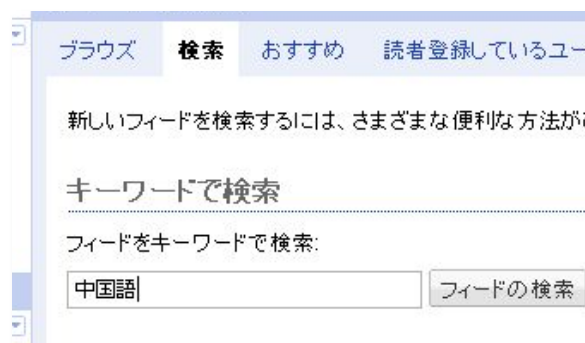 ブラウズ 検索 おすすめ 読者登録しているユー
新しいフィードを検索するには、さまざまな便利な方法が
キーワードで検索
フィードをキーワードで検索:
中国語 フィードの検索